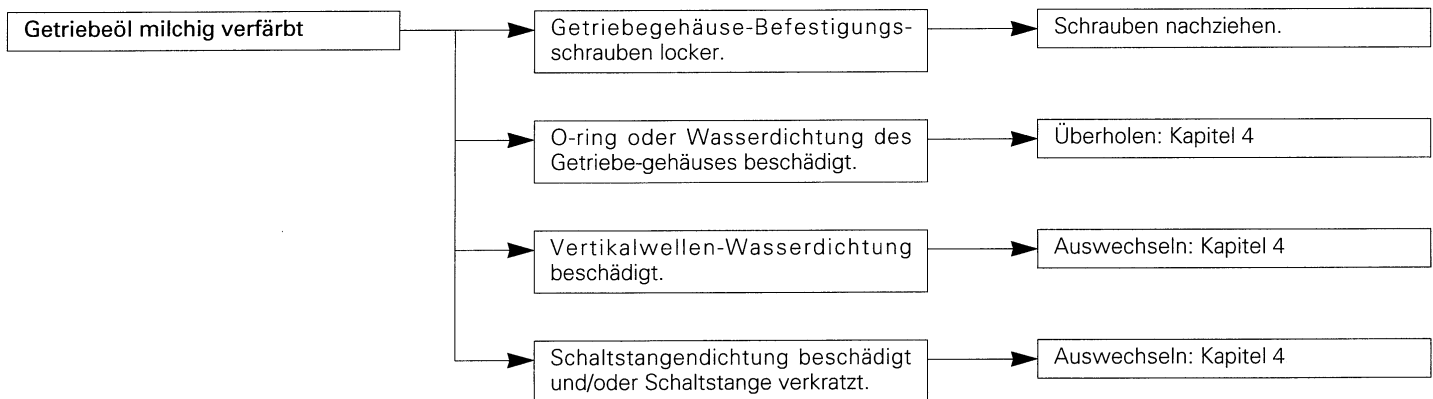 Getriebeöl milchig verfärbt
Getriebegehäuse-Befestigungs-
schrauben locker.
Schrauben nachziehen.
O-ring oder Wasserdichtung des
Getriebe-gehäuses beschädigt.
Überholen: Kapitel 4
Vertikalwellen-Wasserdichtung
beschädigt.
Auswechseln: Kapitel 4
Schaltstangendichtung beschädigt
und/oder Schaltstange verkratzt.
Auswechseln: Kapitel 4